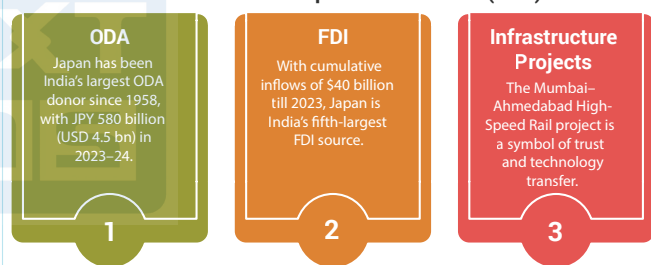 ODA
Japan has been
India's largest ODA
donor since 1958,
with JPY 580 billion
(USD 4.5 bn) in
2023–24.
1
FDI
With cumulative
inflows of $40 billion
till 2023, Japan is
India's fifth-largest
FDI source.
2
Infrastructure
Projects
The Mumbai–
Ahmedabad High-
Speed Rail project is
a symbol of trust
and technology
transfer.
3